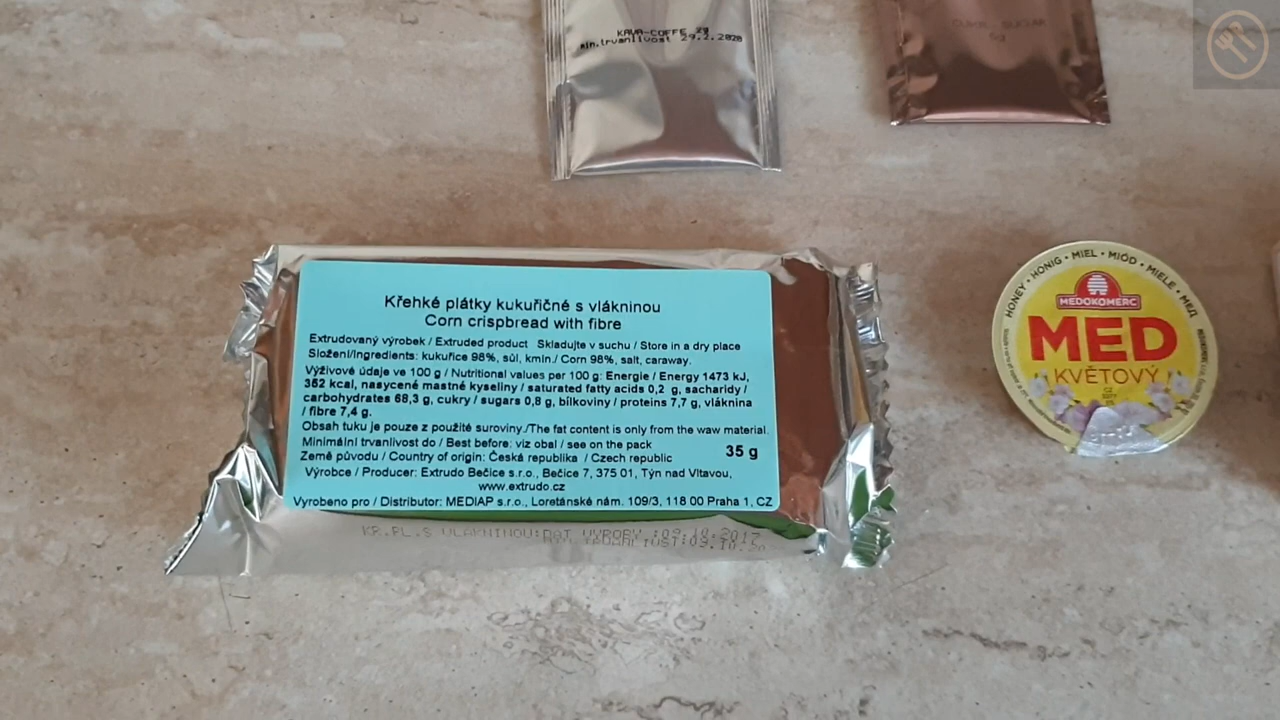 KAVA-COFFE 2g
min.trvanlivost 29.2.2020
CUKR, SUGAR
5g
Křehké plátky kukuřičné s vlákninou
Corn crispbread with fibre
Extrudovaný výrobek / Extruded product Skladujte v suchu / Store in a dry place
Složení/Ingredients: kukuřice 98%, sůl, kmín./ Corn 98%, salt, caraway.
Výživové údaje ve 100 g / Nutritional values per 100 g: Energie / Energy 1473 kJ,
352 kcal, nasycené mastné kyseliny / saturated fatty acids 0,2 g, sacharidy /
carbohydrates 68,3 g, cukry / sugars 0,8 g, bílkoviny / proteins 7,7 g, vláknina
/ fibre 7,4 g.
Obsah tuku je pouze z použité suroviny./The fat content is only from the waw material.
Minimální trvanlivost do / Best before: viz obal / see on the pack
35 g
Země původu / Country of origin: Česká republika / Czech republic
Výrobce / Producer: Extrudo Bečice s.r.o., Bečice 7, 375 01, Týn nad Vltavou,
www.extrudo.cz
Vyrobeno pro / Distributor: MEDIAP s.r.o., Loretánské nám. 109/3, 118 00 Praha 1, CZ
KR.PL.S VLAKNINOU:DAT VYROBY :09.10.2017
MIN.TRVANLIVST:09.10.20
HONEY • HONIG • MIEL • MIÓD • MIELE • МЕД
MEDOKOMERC
MED
KVĚTOVÝ